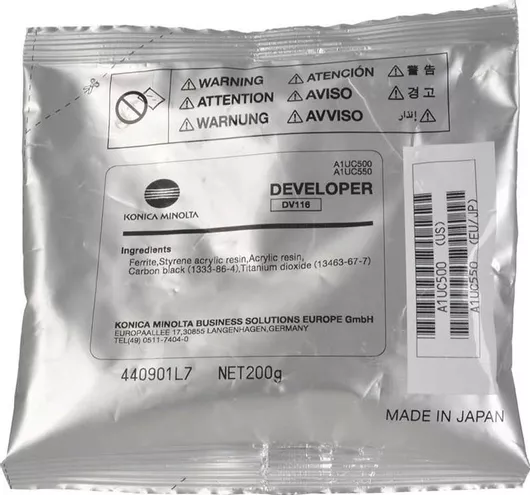 ⚠ WARNING ⚠ ATENCIÓN ⚠ 警告
⚠ ATTENTION ⚠ AVISO ⚠ 경고
⚠ WARNUNG ⚠ AVVISO ⚠ إنذار
A1UC500
A1UC550
DEVELOPER
DV116
KONICA MINOLTA
Ingredients
Ferrite,Styrene acrylic resin,Acrylic resin,
Carbon black (1333-86-4),Titanium dioxide (13463-67-7)
KONICA MINOLTA BUSINESS SOLUTIONS EUROPE GmbH
EUROPAALLEE 17,30855 LANGENHAGEN,GERMANY
TEL(49) 0511-7404-0
440901L7 NET200g
A1UC500 (US)
A1UC550 (EU/JP)
MADE IN JAPAN